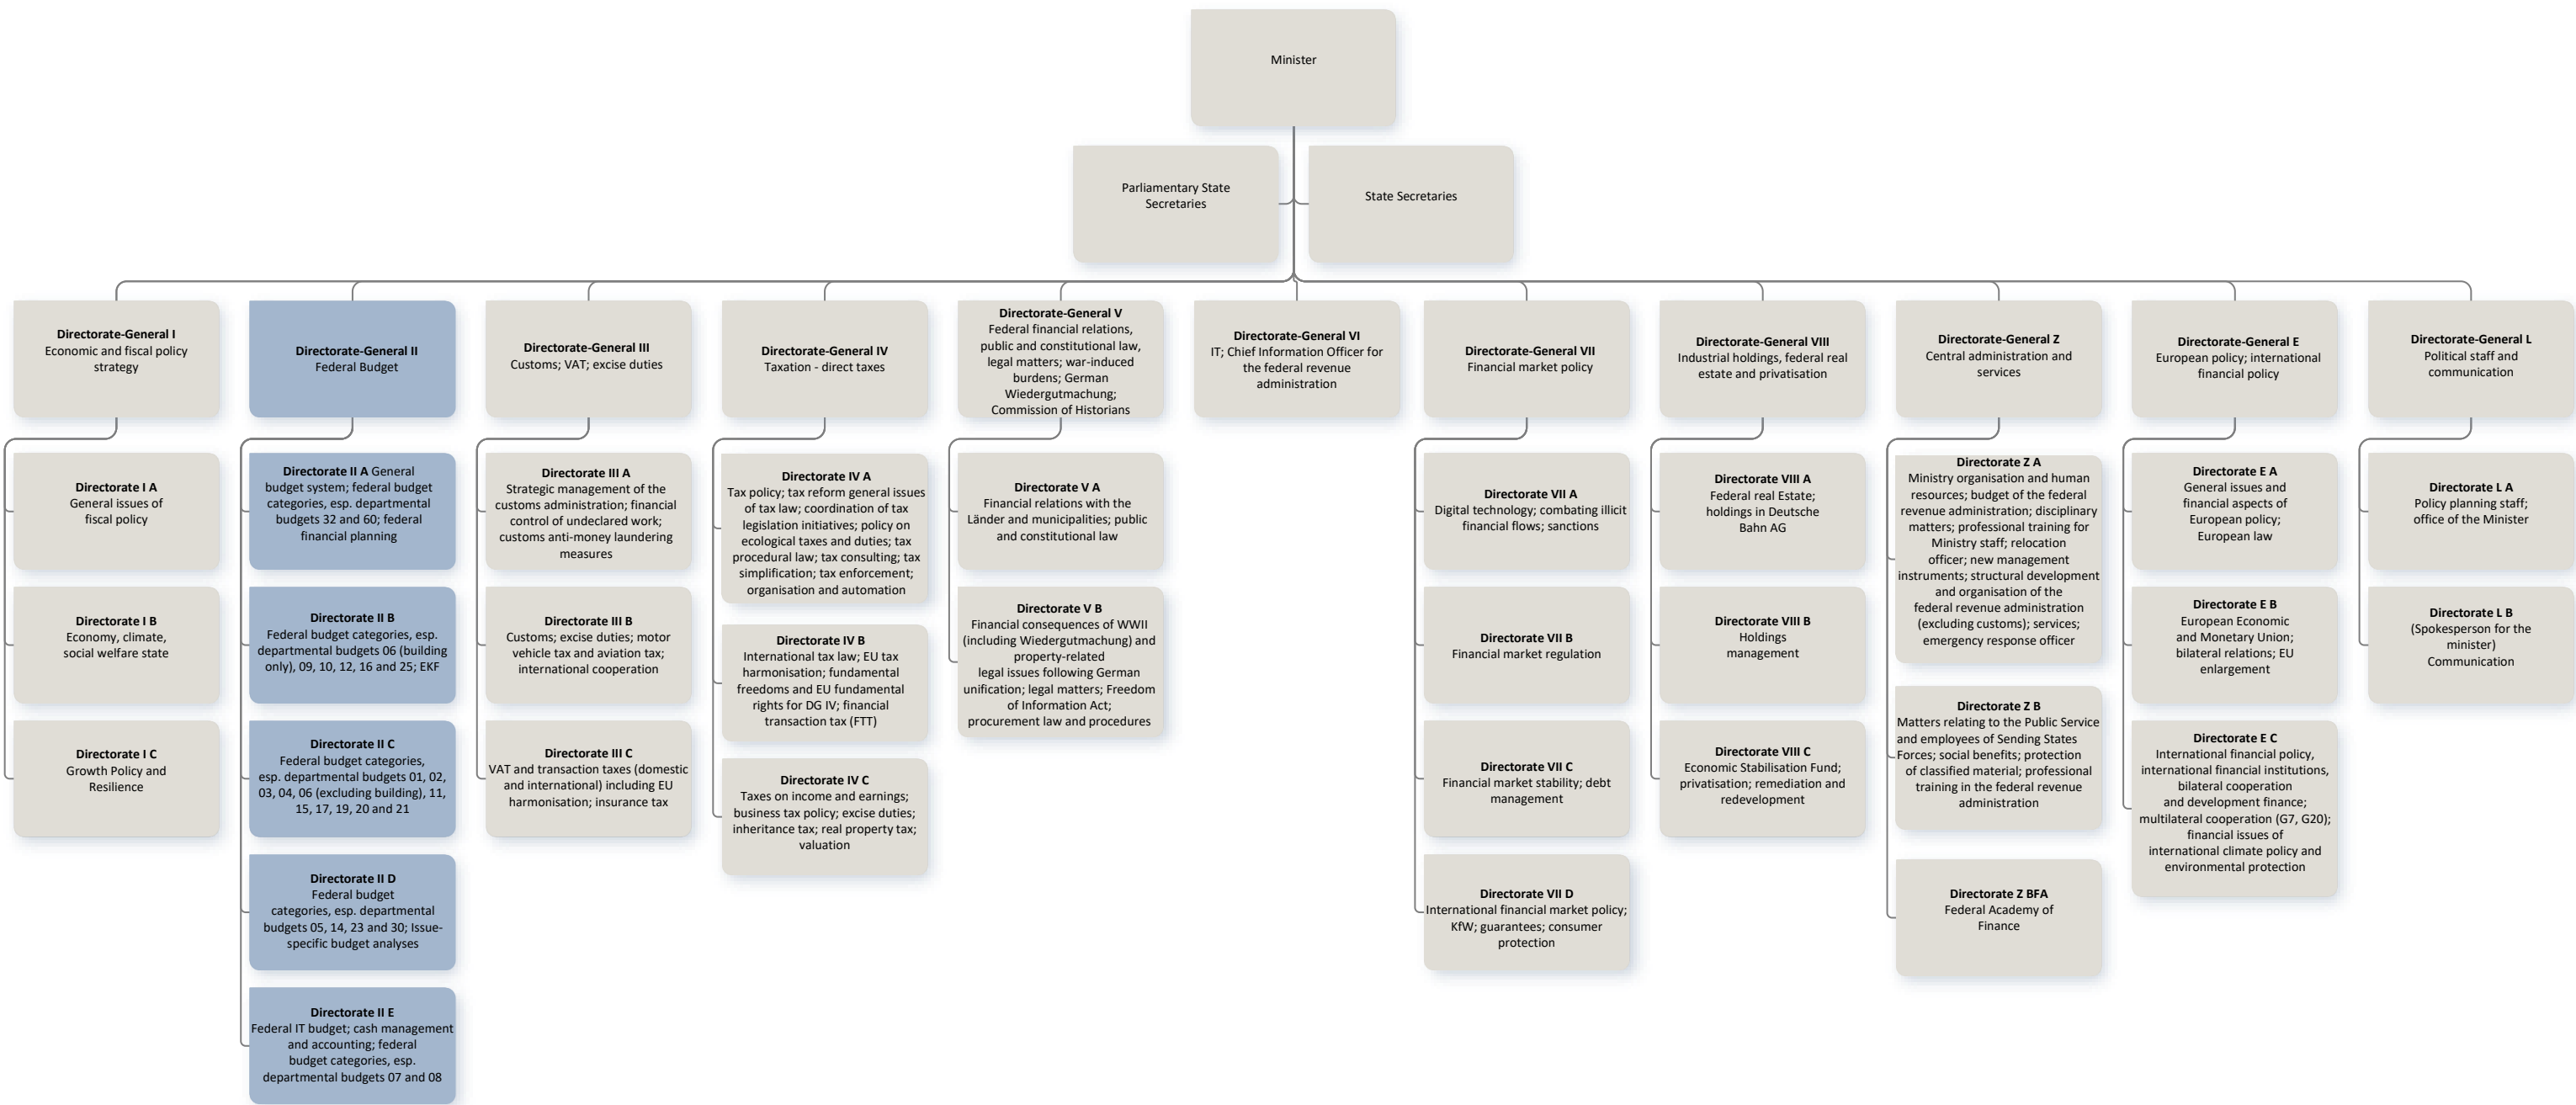 Minister
Parliamentary State
Secretaries
State Secretaries
Directorate-General I
Economic and fiscal policy
strategy
Directorate-General II
Federal Budget
Directorate-General III
Customs; VAT; excise duties
Directorate-General IV
Taxation - direct taxes
Directorate-General V
Federal financial relations,
public and constitutional law,
legal matters; war-induced
burdens; German
Wiedergutmachung;
Commission of Historians
Directorate-General VI
IT; Chief Information Officer for
the federal revenue
administration
Directorate-General VII
Financial market policy
Directorate-General VIII
Industrial holdings, federal real
estate and privatisation
Directorate-General Z
Central administration and
services
Directorate-General E
European policy; international
financial policy
Directorate-General L
Political staff and
communication
Directorate I A
General issues of
fiscal policy
Directorate I B
Economy, climate,
social welfare state
Directorate I C
Growth Policy and
Resilience
Directorate II A General
budget system; federal budget
categories, esp. departmental
budgets 32 and 60; federal
financial planning
Directorate II B
Federal budget categories, esp.
departmental budgets 06 (building
only), 09, 10, 12, 16 and 25; EKF
Directorate II C
Federal budget categories,
esp. departmental budgets 01, 02,
03, 04, 06 (excluding building), 11,
15, 17, 19, 20 and 21
Directorate II D
Federal budget
categories, esp. departmental
budgets 05, 14, 23 and 30; Issue-
specific budget analyses
Directorate II E
Federal IT budget; cash management
and accounting; federal
budget categories, esp.
departmental budgets 07 and 08
Directorate III A
Strategic management of the
customs administration; financial
control of undeclared work;
customs anti-money laundering
measures
Directorate III B
Customs; excise duties; motor
vehicle tax and aviation tax;
international cooperation
Directorate III C
VAT and transaction taxes (domestic
and international) including EU
harmonisation; insurance tax
Directorate IV A
Tax policy; tax reform general issues
of tax law; coordination of tax
legislation initiatives; policy on
ecological taxes and duties; tax
procedural law; tax consulting; tax
simplification; tax enforcement;
organisation and automation
Directorate IV B
International tax law; EU tax
harmonisation; fundamental
freedoms and EU fundamental
rights for DG IV; financial
transaction tax (FTT)
Directorate IV C
Taxes on income and earnings;
business tax policy; excise duties;
inheritance tax; real property tax;
valuation
Directorate V A
Financial relations with the
Länder and municipalities; public
and constitutional law
Directorate V B
Financial consequences of WWII
(including Wiedergutmachung) and
property-related
legal issues following German
unification; legal matters; Freedom
of Information Act;
procurement law and procedures
Directorate VII A
Digital technology; combating illicit
financial flows; sanctions
Directorate VII B
Financial market regulation
Directorate VII C
Financial market stability; debt
management
Directorate VII D
International financial market policy;
KfW; guarantees; consumer
protection
Directorate VIII A
Federal real Estate;
holdings in Deutsche
Bahn AG
Directorate VIII B
Holdings
management
Directorate VIII C
Economic Stabilisation Fund;
privatisation; remediation and
redevelopment
Directorate Z A
Ministry organisation and human
resources; budget of the federal
revenue administration; disciplinary
matters; professional training for
Ministry staff; relocation
officer; new management
instruments; structural development
and organisation of the
federal revenue administration
(excluding customs); services;
emergency response officer
Directorate Z B
Matters relating to the Public Service
and employees of Sending States
Forces; social benefits; protection
of classified material; professional
training in the federal revenue
administration
Directorate Z BFA
Federal Academy of
Finance
Directorate E A
General issues and
financial aspects of
European policy;
European law
Directorate E B
European Economic
and Monetary Union;
bilateral relations; EU
enlargement
Directorate E C
International financial policy,
international financial institutions,
bilateral cooperation
and development finance;
multilateral cooperation (G7, G20);
financial issues of
international climate policy and
environmental protection
Directorate L A
Policy planning staff;
office of the Minister
Directorate L B
(Spokesperson for the
minister)
Communication